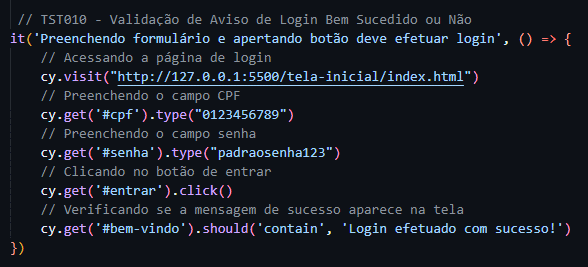 // TST010 - Validação de Aviso de Login Bem Sucedido ou Não
it('Preenchendo formulário e apertando botão deve efetuar login', () => {
// Acessando a página de login
cy.visit("http://127.0.0.1:5500/tela-inicial/index.html")
// Preenchendo o campo CPF
cy.get('#cpf').type("0123456789")
// Preenchendo o campo senha
cy.get('#senha').type("padraosenha123")
// Clicando no botão de entrar
cy.get('#entrar').click()
// Verificando se a mensagem de sucesso aparece na tela
cy.get('#bem-vindo').should('contain', 'Login efetuado com sucesso!')
})